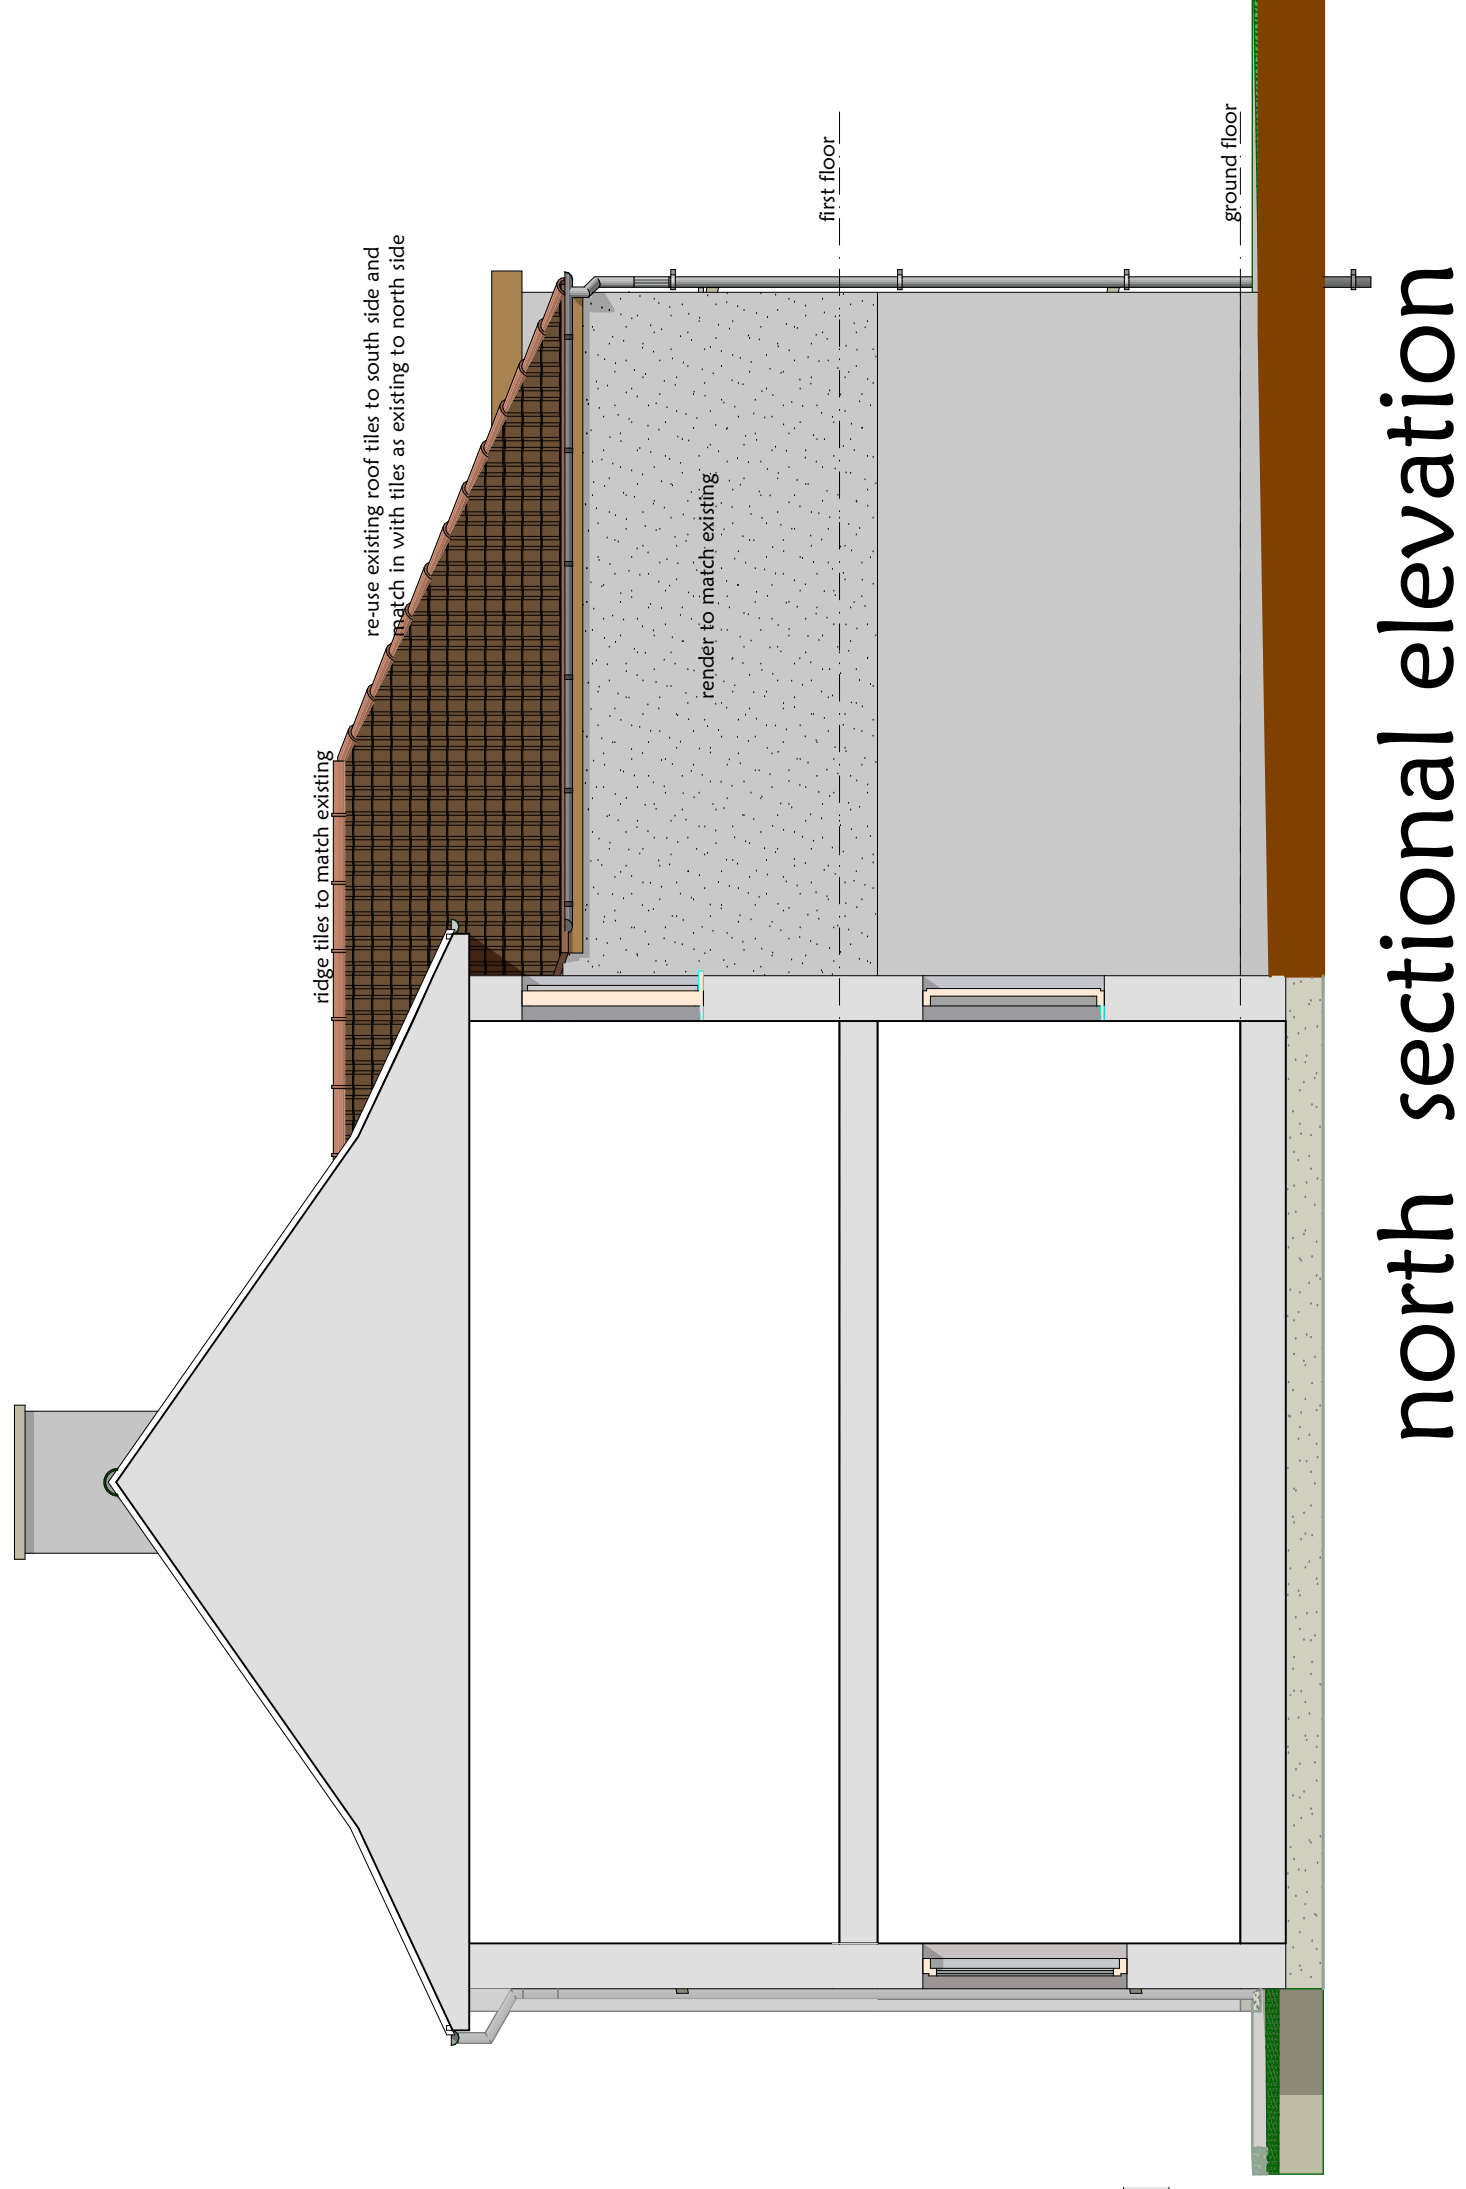 ridge tiles to match existing
re-use existing roof tiles to south side and
match in with tiles as existing to north side
render to match existing
first floor
ground floor
north sectional elevation